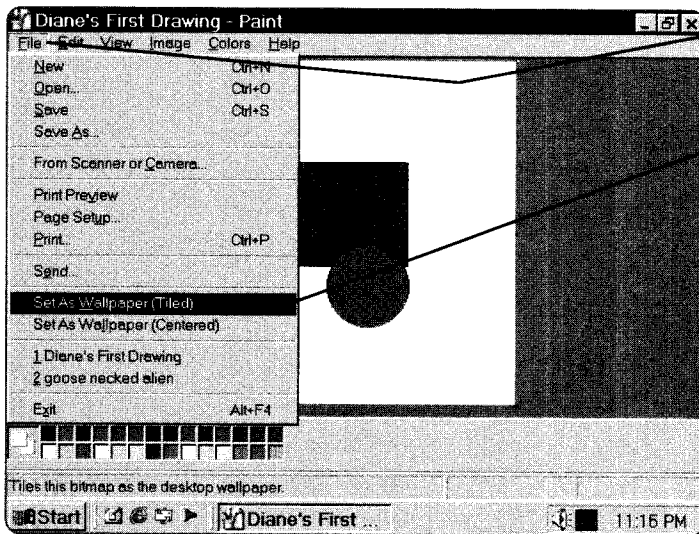 Diane's First Drawing - Paint
File Edit View Image Colors Help
New Ctrl+N
Open... Ctrl+O
Save Ctrl+S
Save As...
From Scanner or Camera...
Print Preview
Page Setup...
Print... Ctrl+P
Send...
Set As Wallpaper (Tiled)
Set As Wallpaper (Centered)
1 Diane's First Drawing
2 goose necked alien
Exit Alt+F4
Tiles this bitmap as the desktop wallpaper.
Start Diane's First ... 11:15 PM